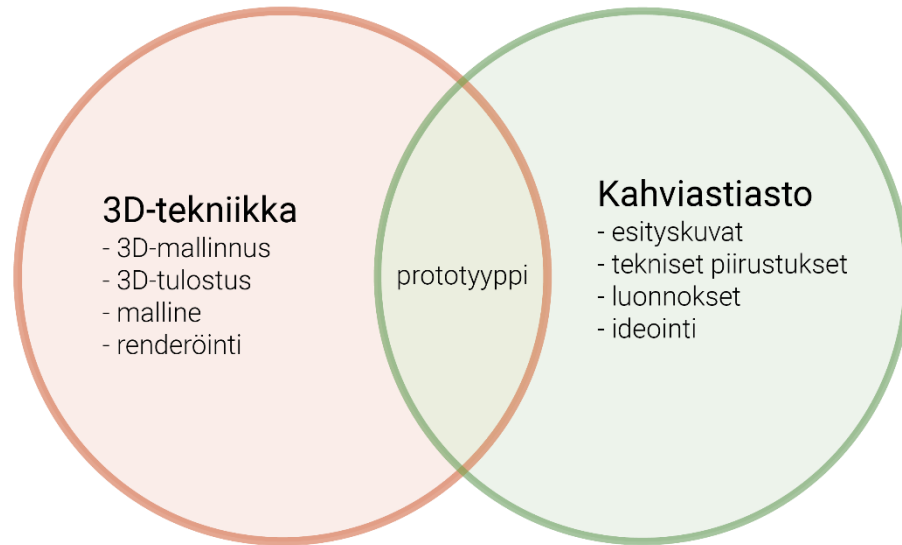 3D-tekniikka
- 3D-mallinnus
- 3D-tulostus
- malline
- renderöinti
prototyyppi
Kahviastiasto
- esityskuvat
- tekniset piirustukset
- luonnokset
- ideointi